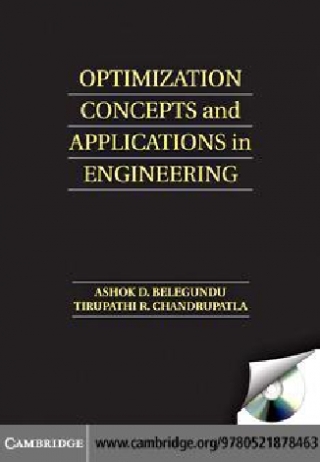 OPTIMIZATION
CONCEPTS and
APPLICATIONS in
ENGINEERING
ASHOK D. BELEGUNDU
TIRUPATHI R. CHANDRUPATLA
CAMBRIDGE www.cambridge.org/9780521878463